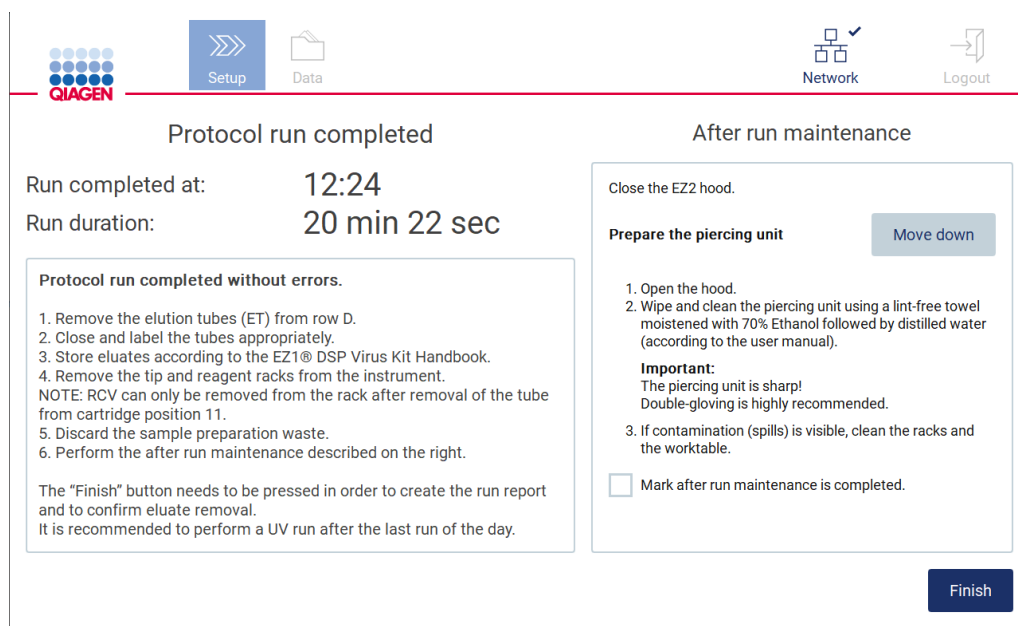 QIAGEN
Setup
Data
Network
Logout
Protocol run completed
Run completed at: 12:24
Run duration: 20 min 22 sec
Protocol run completed without errors.
1. Remove the elution tubes (ET) from row D.
2. Close and label the tubes appropriately.
3. Store eluates according to the EZ1® DSP Virus Kit Handbook.
4. Remove the tip and reagent racks from the instrument.
NOTE: RCV can only be removed from the rack after removal of the tube
from cartridge position 11.
5. Discard the sample preparation waste.
6. Perform the after run maintenance described on the right.
The “Finish” button needs to be pressed in order to create the run report
and to confirm eluate removal.
It is recommended to perform a UV run after the last run of the day.
After run maintenance
Close the EZ2 hood.
Prepare the piercing unit
Move down
1. Open the hood.
2. Wipe and clean the piercing unit using a lint-free towel
moistened with 70% Ethanol followed by distilled water
(according to the user manual).
Important:
The piercing unit is sharp!
Double-gloving is highly recommended.
3. If contamination (spills) is visible, clean the racks and
the worktable.
Mark after run maintenance is completed.
Finish